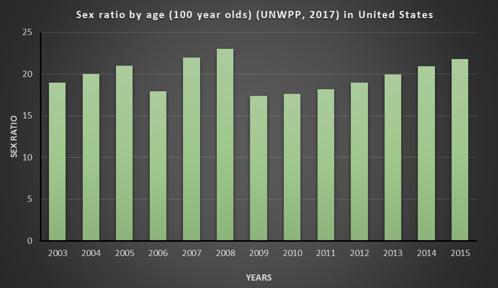 Sex ratio by age (100 year olds) (UNWPP, 2017) in United States
25
20
15
10
5
0
SEX RATIO
2003 2004 2005 2006 2007 2008 2009 2010 2011 2012 2013 2014 2015
YEARS